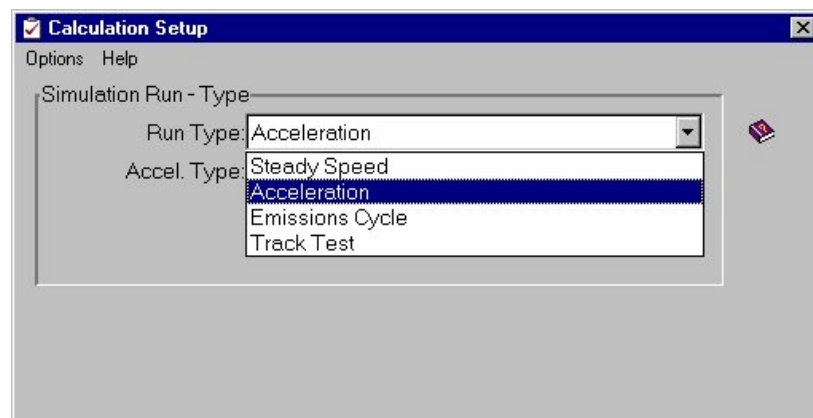 Calculation Setup
Options Help
Simulation Run - Type
Run Type: Acceleration
Accel. Type: Steady Speed
Acceleration
Emissions Cycle
Track Test